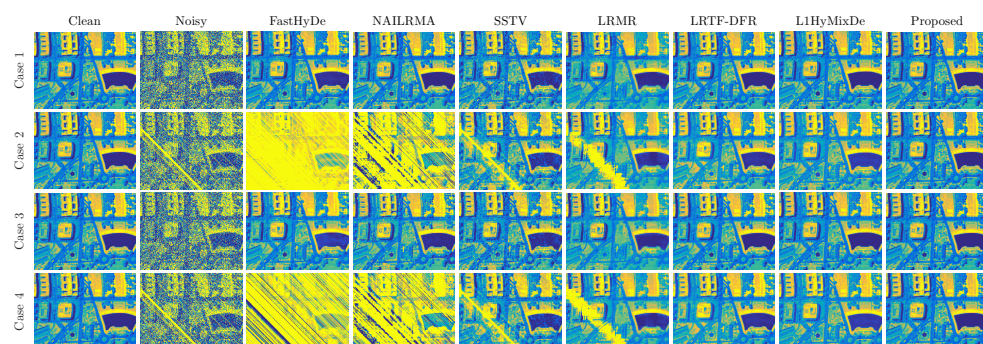 Clean Noisy FastHyDe NAILRMA SSTV LRMR LRTF-DFR L1HyMixDe Proposed
Case 1
Case 2
Case 3
Case 4